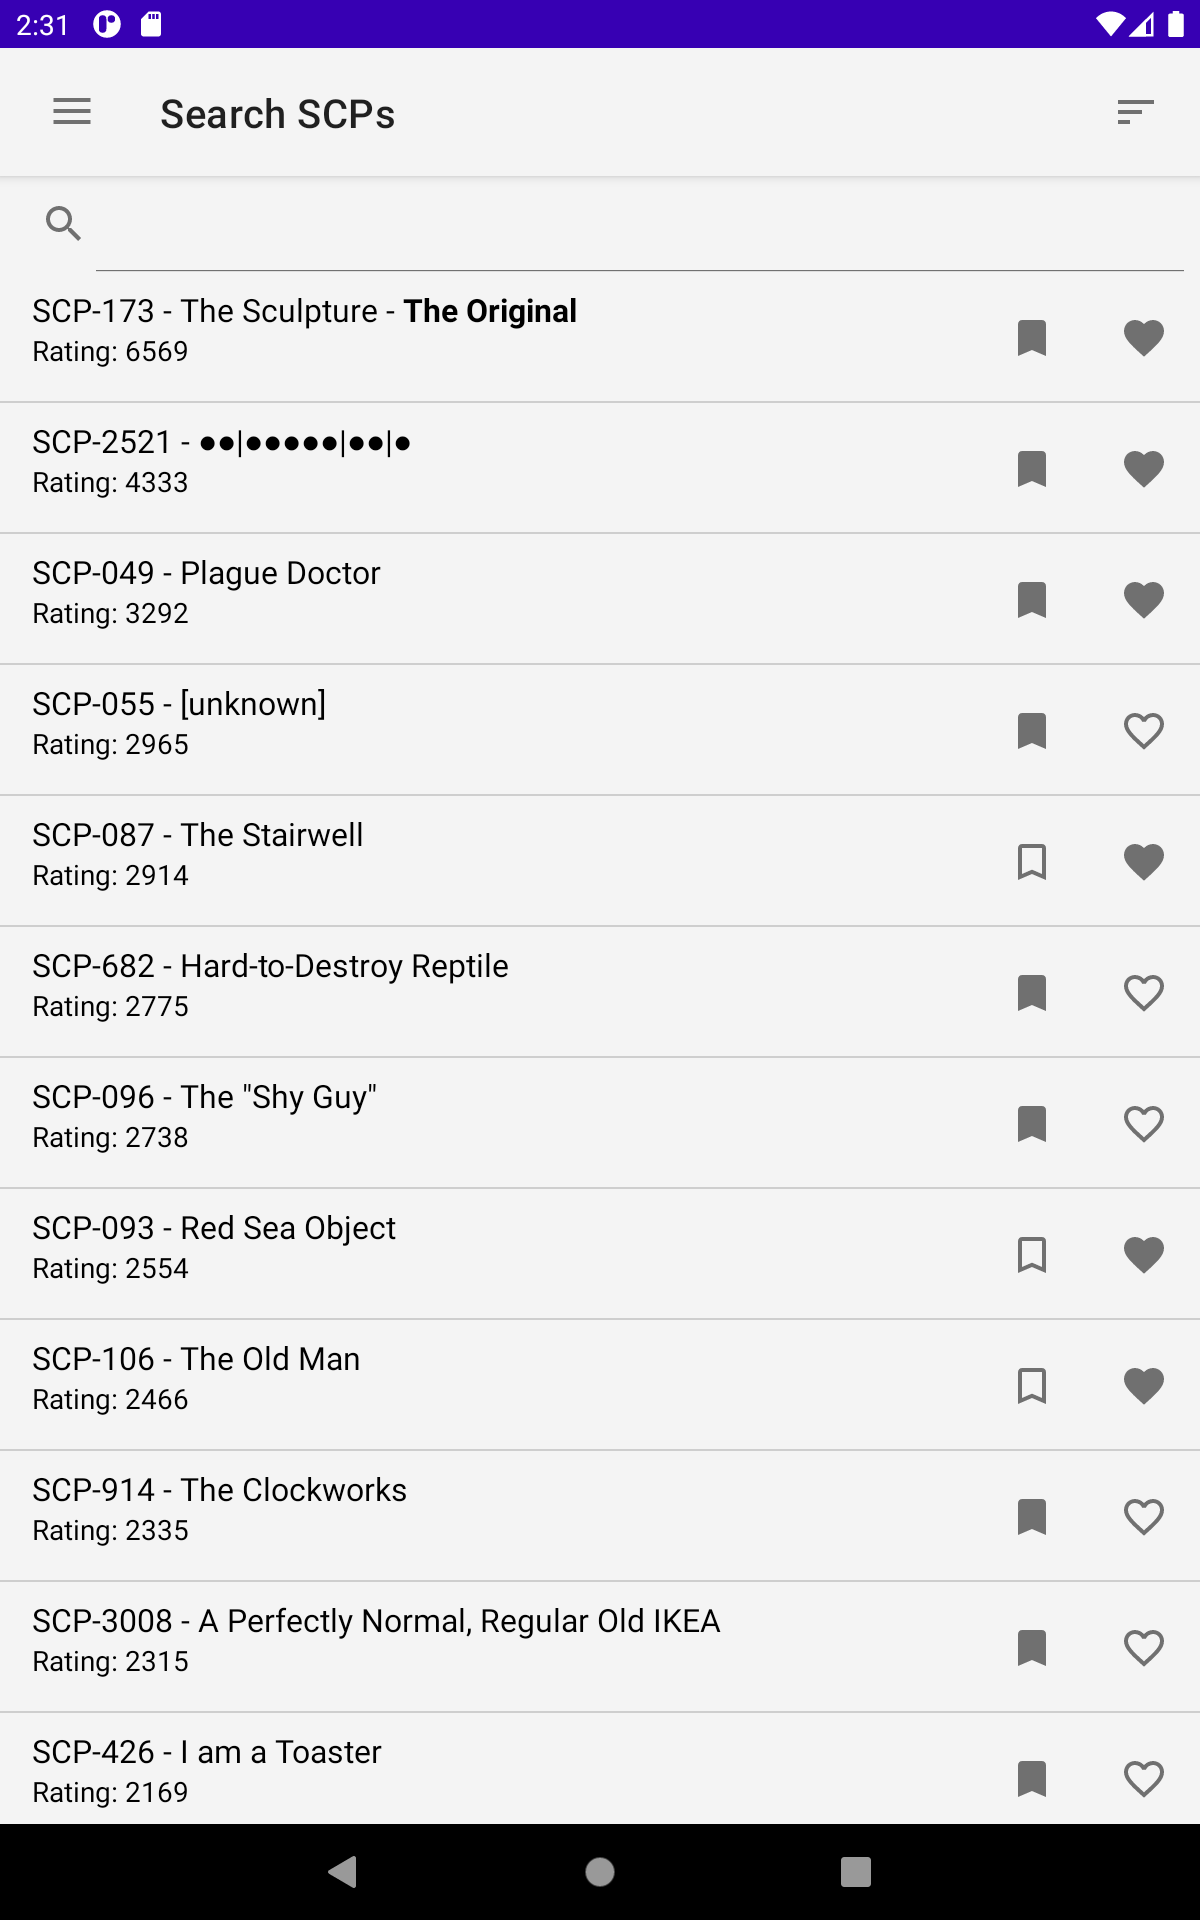 2:31
Search SCPs
SCP-173 - The Sculpture - The Original
Rating: 6569
SCP-2521 - ●●|●●●●●|●●|●
Rating: 4333
SCP-049 - Plague Doctor
Rating: 3292
SCP-055 - [unknown]
Rating: 2965
SCP-087 - The Stairwell
Rating: 2914
SCP-682 - Hard-to-Destroy Reptile
Rating: 2775
SCP-096 - The "Shy Guy"
Rating: 2738
SCP-093 - Red Sea Object
Rating: 2554
SCP-106 - The Old Man
Rating: 2466
SCP-914 - The Clockworks
Rating: 2335
SCP-3008 - A Perfectly Normal, Regular Old IKEA
Rating: 2315
SCP-426 - I am a Toaster
Rating: 2169